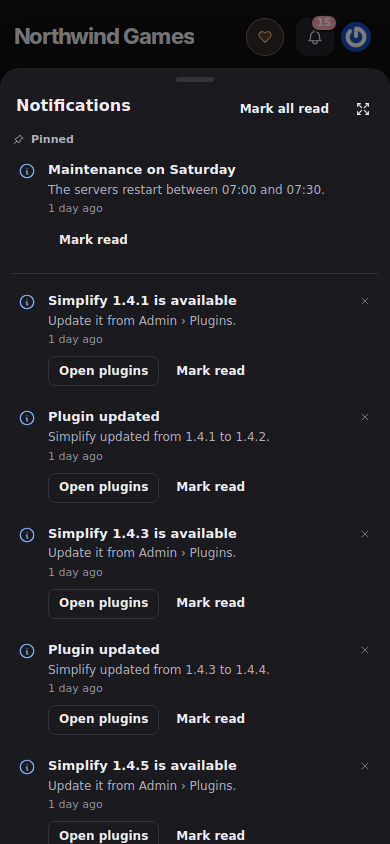 Northwind Games
15
Notifications
Mark all read
Pinned
Maintenance on Saturday
The servers restart between 07:00 and 07:30.
1 day ago
Mark read
Simplify 1.4.1 is available
Update it from Admin › Plugins.
1 day ago
Open plugins
Mark read
Plugin updated
Simplify updated from 1.4.1 to 1.4.2.
1 day ago
Open plugins
Mark read
Simplify 1.4.3 is available
Update it from Admin › Plugins.
1 day ago
Open plugins
Mark read
Plugin updated
Simplify updated from 1.4.3 to 1.4.4.
1 day ago
Open plugins
Mark read
Simplify 1.4.5 is available
Update it from Admin › Plugins.
1 day ago
Open plugins
Mark read